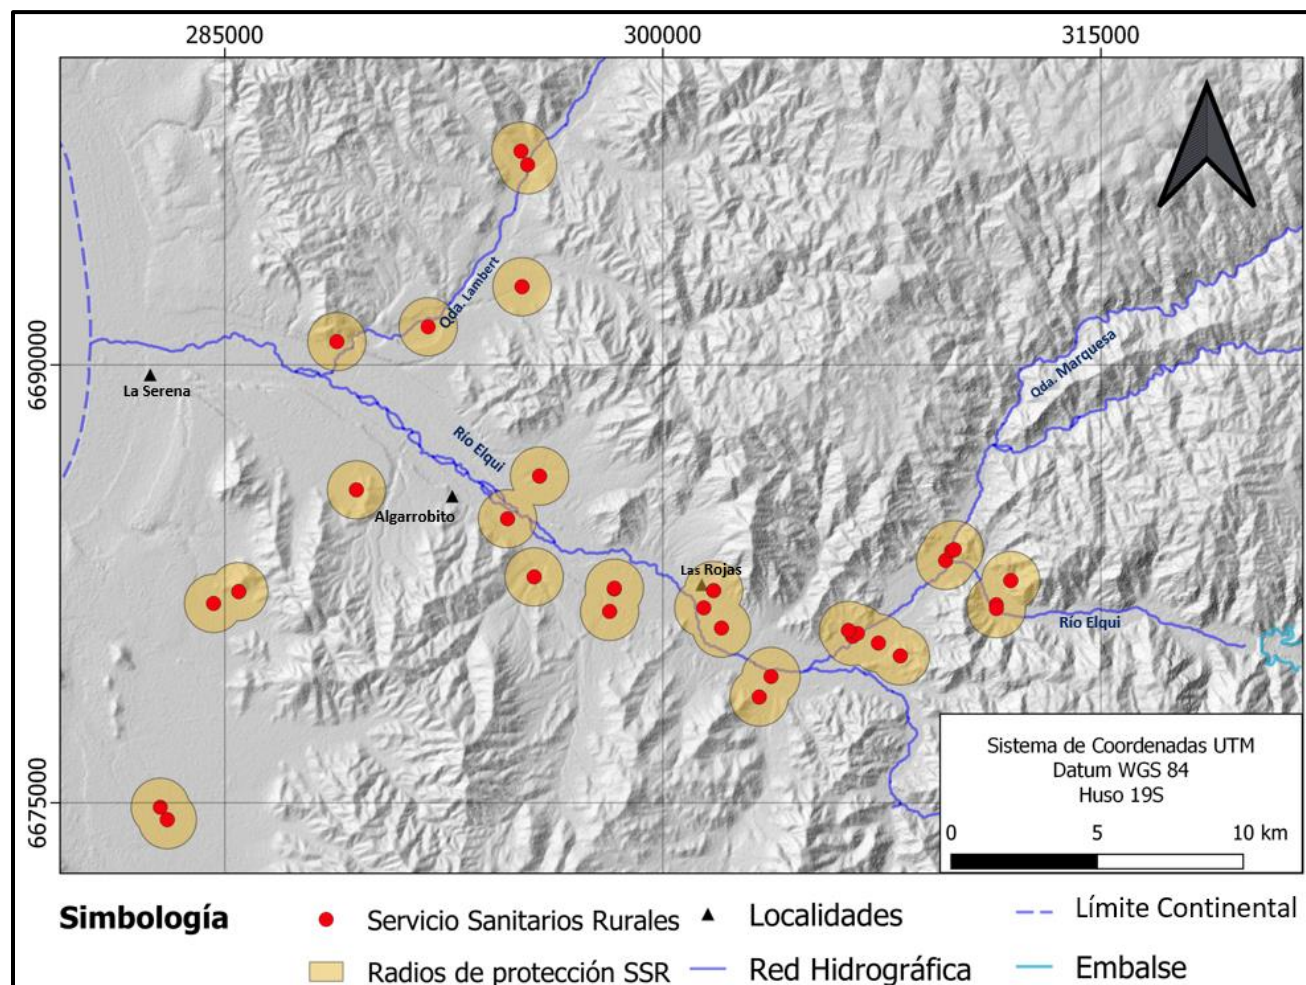 285000
300000
315000
6690000
6675000
Qda. Lambert
La Serena
Río Elqui
Algarrobito
Las Rojas
Qda. Marquesa
Río Elqui
Sistema de Coordenadas UTM
Datum WGS 84
Huso 19S
0 5 10 km
Simbología
Servicio Sanitarios Rurales
Localidades
Límite Continental
Radios de protección SSR
Red Hidrográfica
Embalse